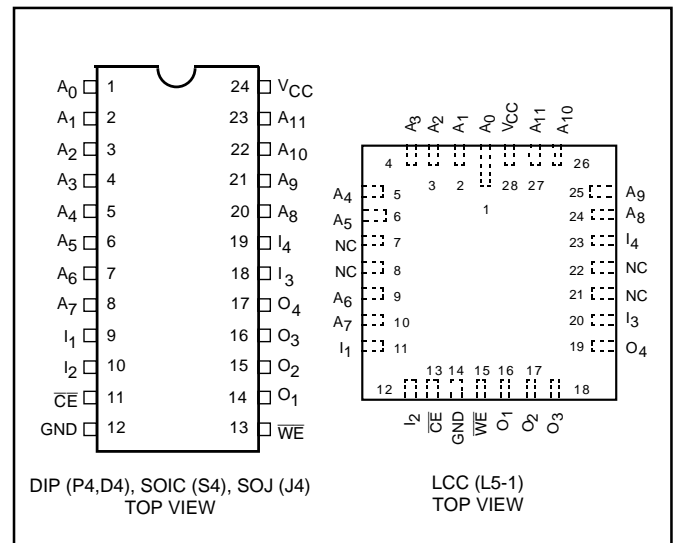 A0 1 24 VCC
A1 2 23 A11
A2 3 22 A10
A3 4 21 A9
A4 5 20 A8
A5 6 19 I4
A6 7 18 I3
A7 8 17 O4
I1 9 16 O3
I2 10 15 O2
CE 11 14 O1
GND 12 13 WE
DIP (P4,D4), SOIC (S4), SOJ (J4)
TOP VIEW
A3 A2 A1 A0 VCC A11 A10
4 3 2 1 28 27 26
A4 5 25 A9
A5 6 24 A8
NC 7 23 I4
NC 8 22 NC
A6 9 21 NC
A7 10 20 I3
I1 11 19 O4
12 13 14 15 16 17 18
I2 CE GND WE O1 O2 O3
LCC (L5-1)
TOP VIEW